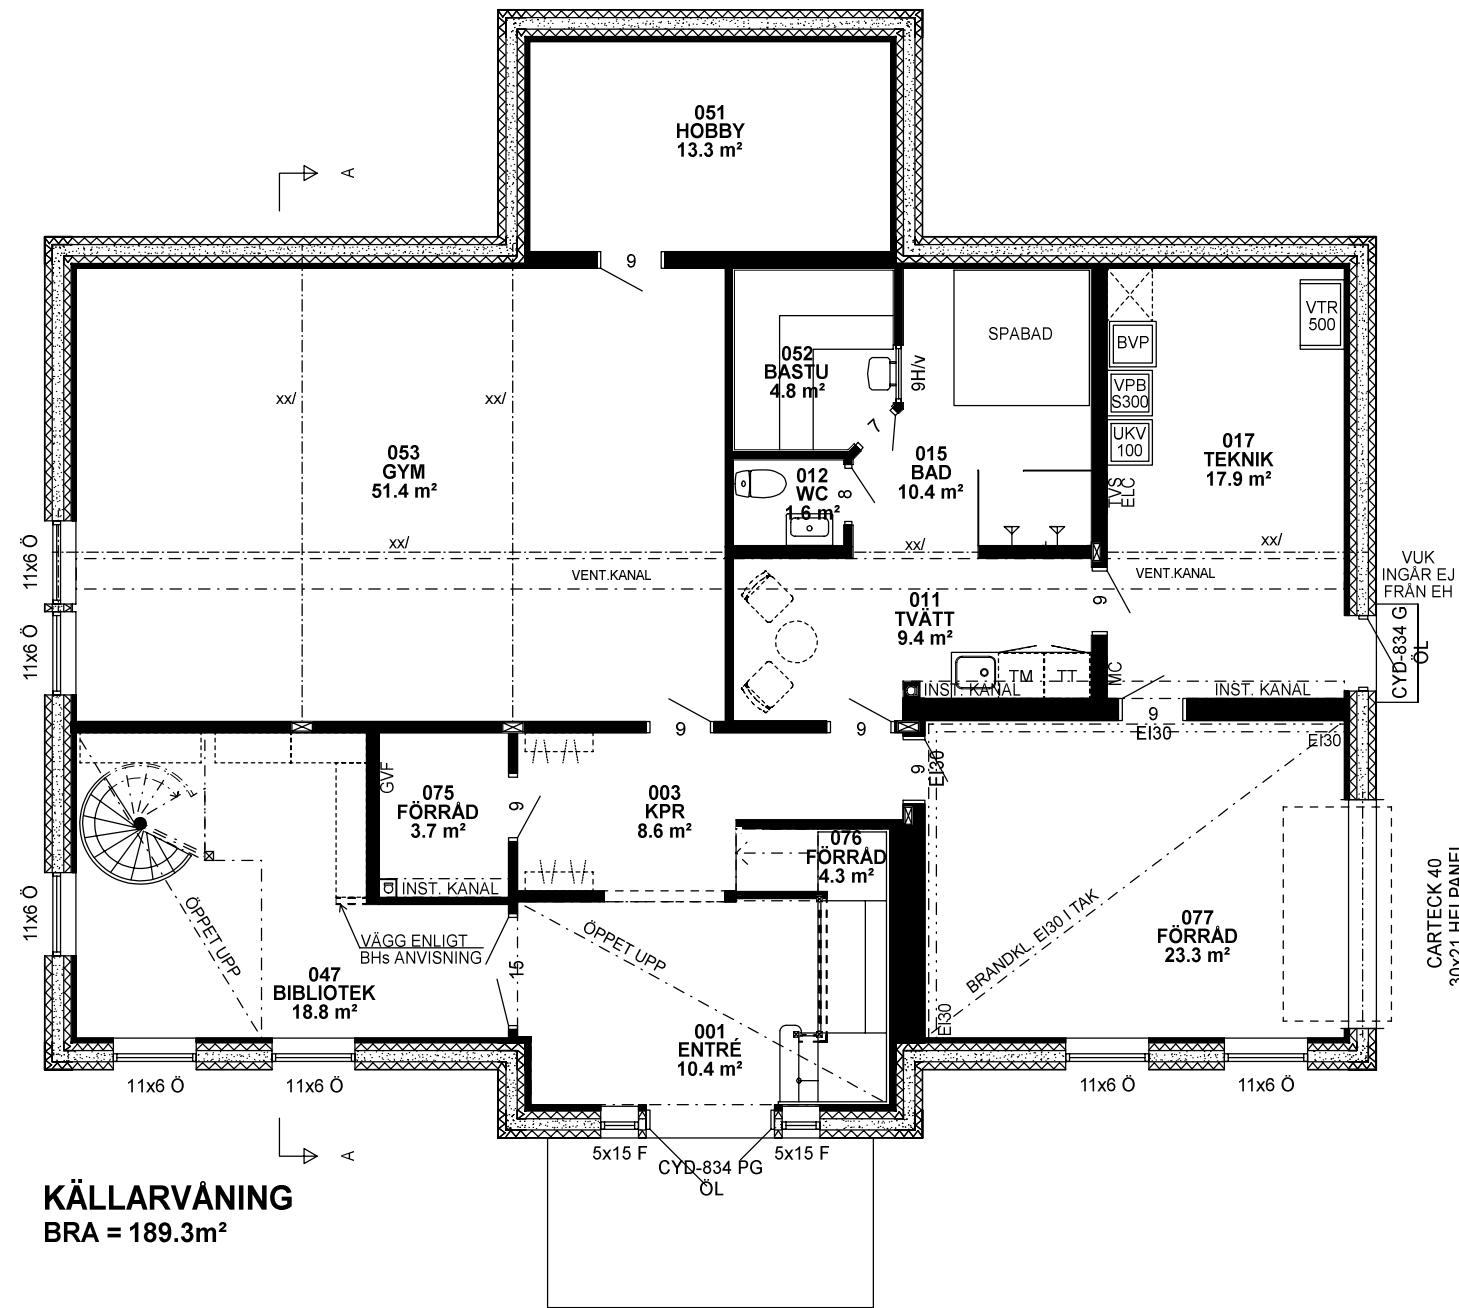 051
HOBBY
13.3 m²
A
9
VTR
500
SPABAD
BVP
052
BASTU
4.8 m²
9H/v
VPB
S300
xx/
xx/
7
UKV
100
053
GYM
51.4 m²
015
BAD
10.4 m²
017
TEKNIK
17.9 m²
012
WC
1.6 m²
8
TVS
ELC
11x6 Ö
xx/
xx/
xx/
VENT.KANAL
VENT.KANAL
VUK
INGÅR EJ
FRÅN EH
9
011
TVÄTT
9.4 m²
11x6 Ö
CYD-834 G
ÖL
TM
TT
MC
INST. KANAL
INST. KANAL
9
9
9
EI30
EI30
GVF
075
FÖRRÅD
3.7 m²
9
003
KPR
8.6 m²
9
EI30
076
FÖRRÅD
4.3 m²
INST. KANAL
11x6 Ö
ÖPPET UPP
VÄGG ENLIGT
BHs ANVISNING
15
ÖPPET UPP
BRANDKL. EI30 I TAK
077
FÖRRÅD
23.3 m²
CARTECK 40
30x21 HELPANEL
047
BIBLIOTEK
18.8 m²
001
ENTRÉ
10.4 m²
EI30
11x6 Ö
11x6 Ö
11x6 Ö
11x6 Ö
A
5x15 F
CYD-834 PG
ÖL
5x15 F
KÄLLARVÅNING
BRA = 189.3m²